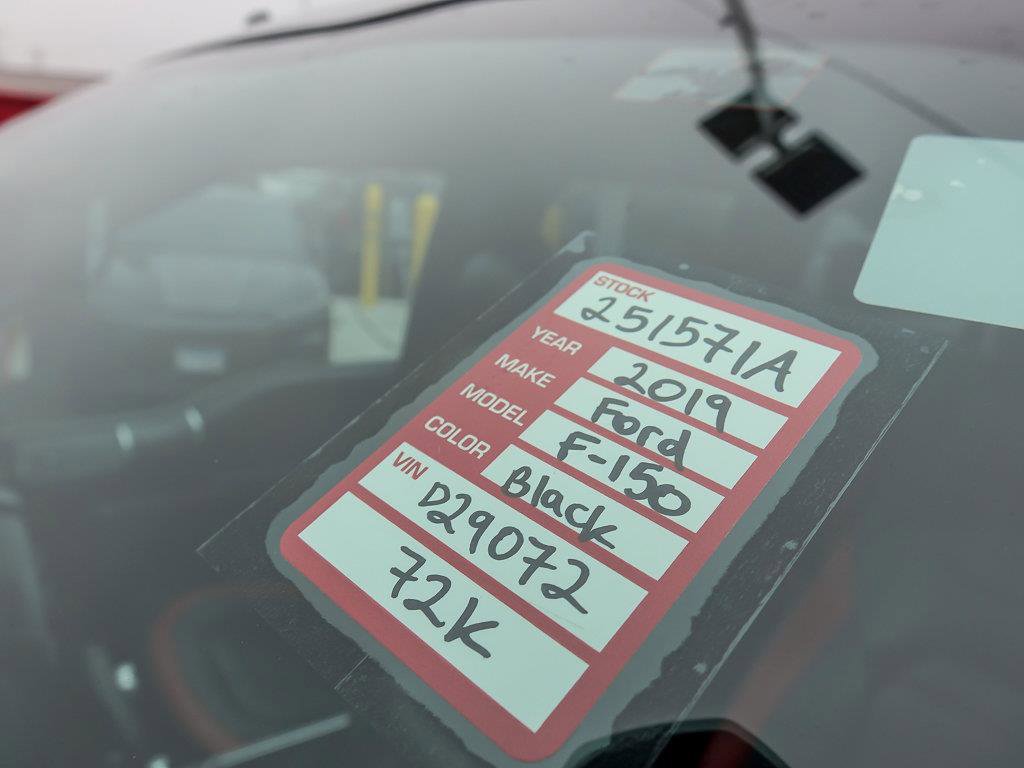 STOCK
251571A
YEAR 2019
MAKE Ford
MODEL F-150
COLOR Black
VIN
D29072
72K